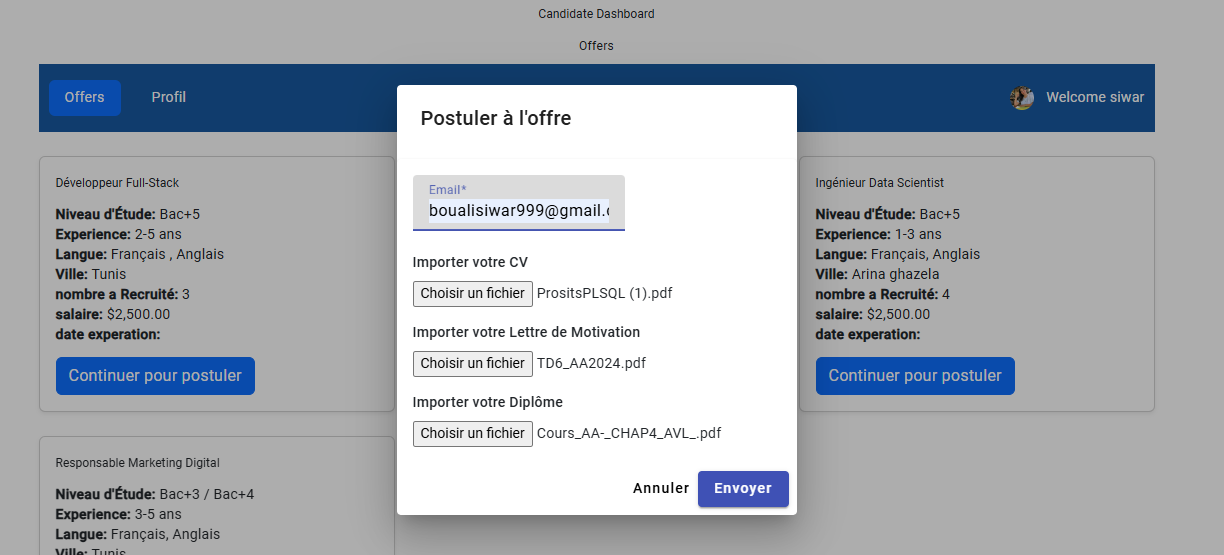 Candidate Dashboard
Offers
Offers
Profil
Welcome siwar
Postuler à l'offre
Email*
boualisiwar999@gmail.c
Importer votre CV
Choisir un fichier PrositsPLSQL (1).pdf
Importer votre Lettre de Motivation
Choisir un fichier TD6_AA2024.pdf
Importer votre Diplôme
Choisir un fichier Cours_AA-_CHAP4_AVL_.pdf
Annuler
Envoyer
Développeur Full-Stack
Niveau d'Étude: Bac+5
Experience: 2-5 ans
Langue: Français , Anglais
Ville: Tunis
nombre a Recruité: 3
salaire: $2,500.00
date experation:
Continuer pour postuler
Ingénieur Data Scientist
Niveau d'Étude: Bac+5
Experience: 1-3 ans
Langue: Français, Anglais
Ville: Arina ghazela
nombre a Recruité: 4
salaire: $2,500.00
date experation:
Continuer pour postuler
Responsable Marketing Digital
Niveau d'Étude: Bac+3 / Bac+4
Experience: 3-5 ans
Langue: Français, Anglais
Ville: Tunis